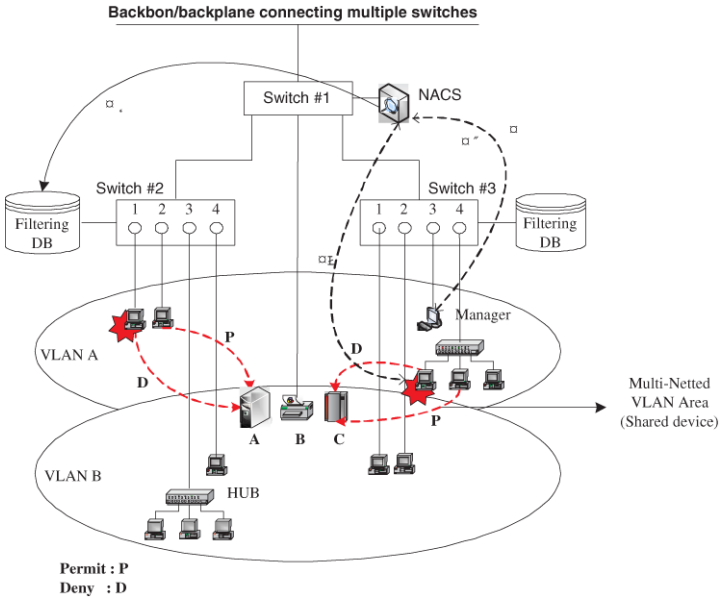 Backbon/backplane connecting multiple switches
Switch #1
NACS
¤ .
¤ ″
¤
Switch #2
Switch #3
1 2 3 4
1 2 3 4
Filtering
DB
Filtering
DB
¤Ł
Manager
VLAN A
P
D
D
P
A
B
C
Multi-Netted
VLAN Area
(Shared device)
VLAN B
HUB
Permit : P
Deny : D